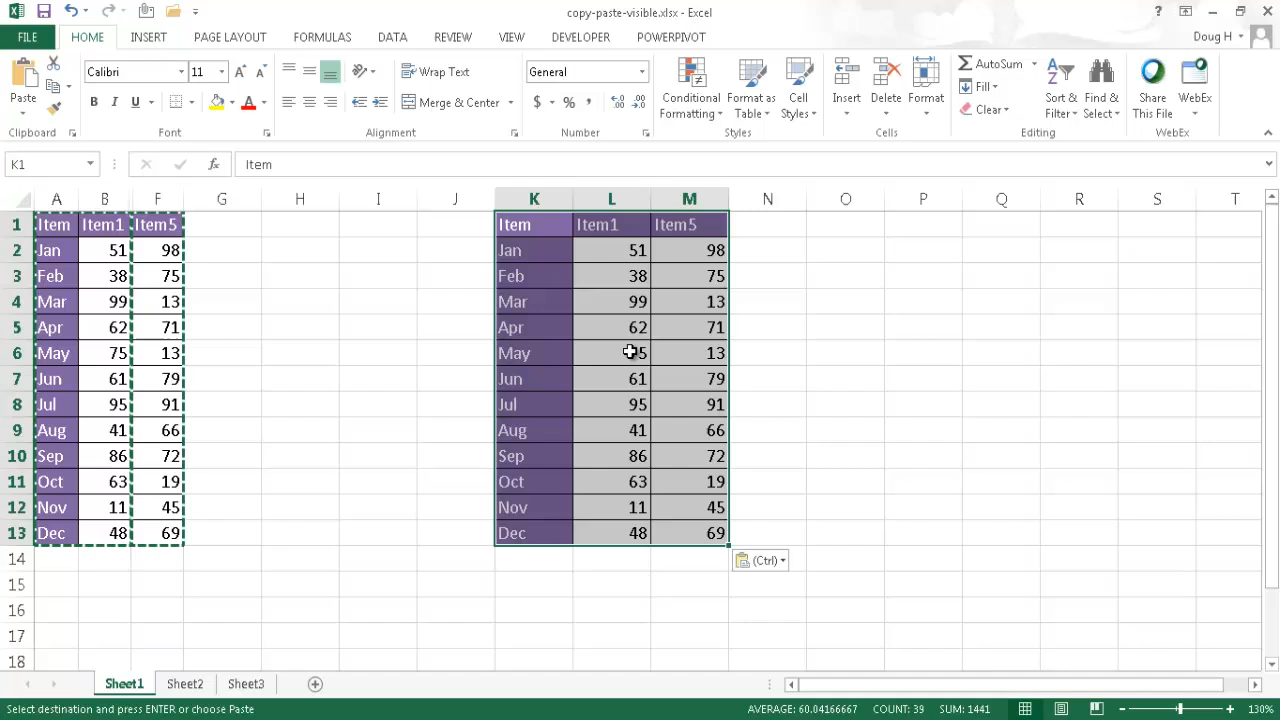 copy-paste-visible.xlsx - Excel
?
FILE HOME INSERT PAGE LAYOUT FORMULAS DATA REVIEW VIEW DEVELOPER POWERPIVOT Doug H
Paste
Clipboard
Calibri 11 A A
B I U A
Font
Wrap Text
Merge & Center
Alignment
General
$ % ,
Number
Conditional Formatting
Format as Table
Cell Styles
Styles
Insert Delete Format
Cells
AutoSum
Fill
Clear
Sort & Filter
Find & Select
Editing
Share This File
WebEx
WebEx
K1 fx Item
A B F G H I J K L M N O P Q R S T
1 Item Item1 Item5 Item Item1 Item5
2 Jan 51 98 Jan 51 98
3 Feb 38 75 Feb 38 75
4 Mar 99 13 Mar 99 13
5 Apr 62 71 Apr 62 71
6 May 75 13 May 5 13
7 Jun 61 79 Jun 61 79
8 Jul 95 91 Jul 95 91
9 Aug 41 66 Aug 41 66
10 Sep 86 72 Sep 86 72
11 Oct 63 19 Oct 63 19
12 Nov 11 45 Nov 11 45
13 Dec 48 69 Dec 48 69
14 (Ctrl)
15
16
17
18
Sheet1 Sheet2 Sheet3
Select destination and press ENTER or choose Paste AVERAGE: 60.04166667 COUNT: 39 SUM: 1441 130%